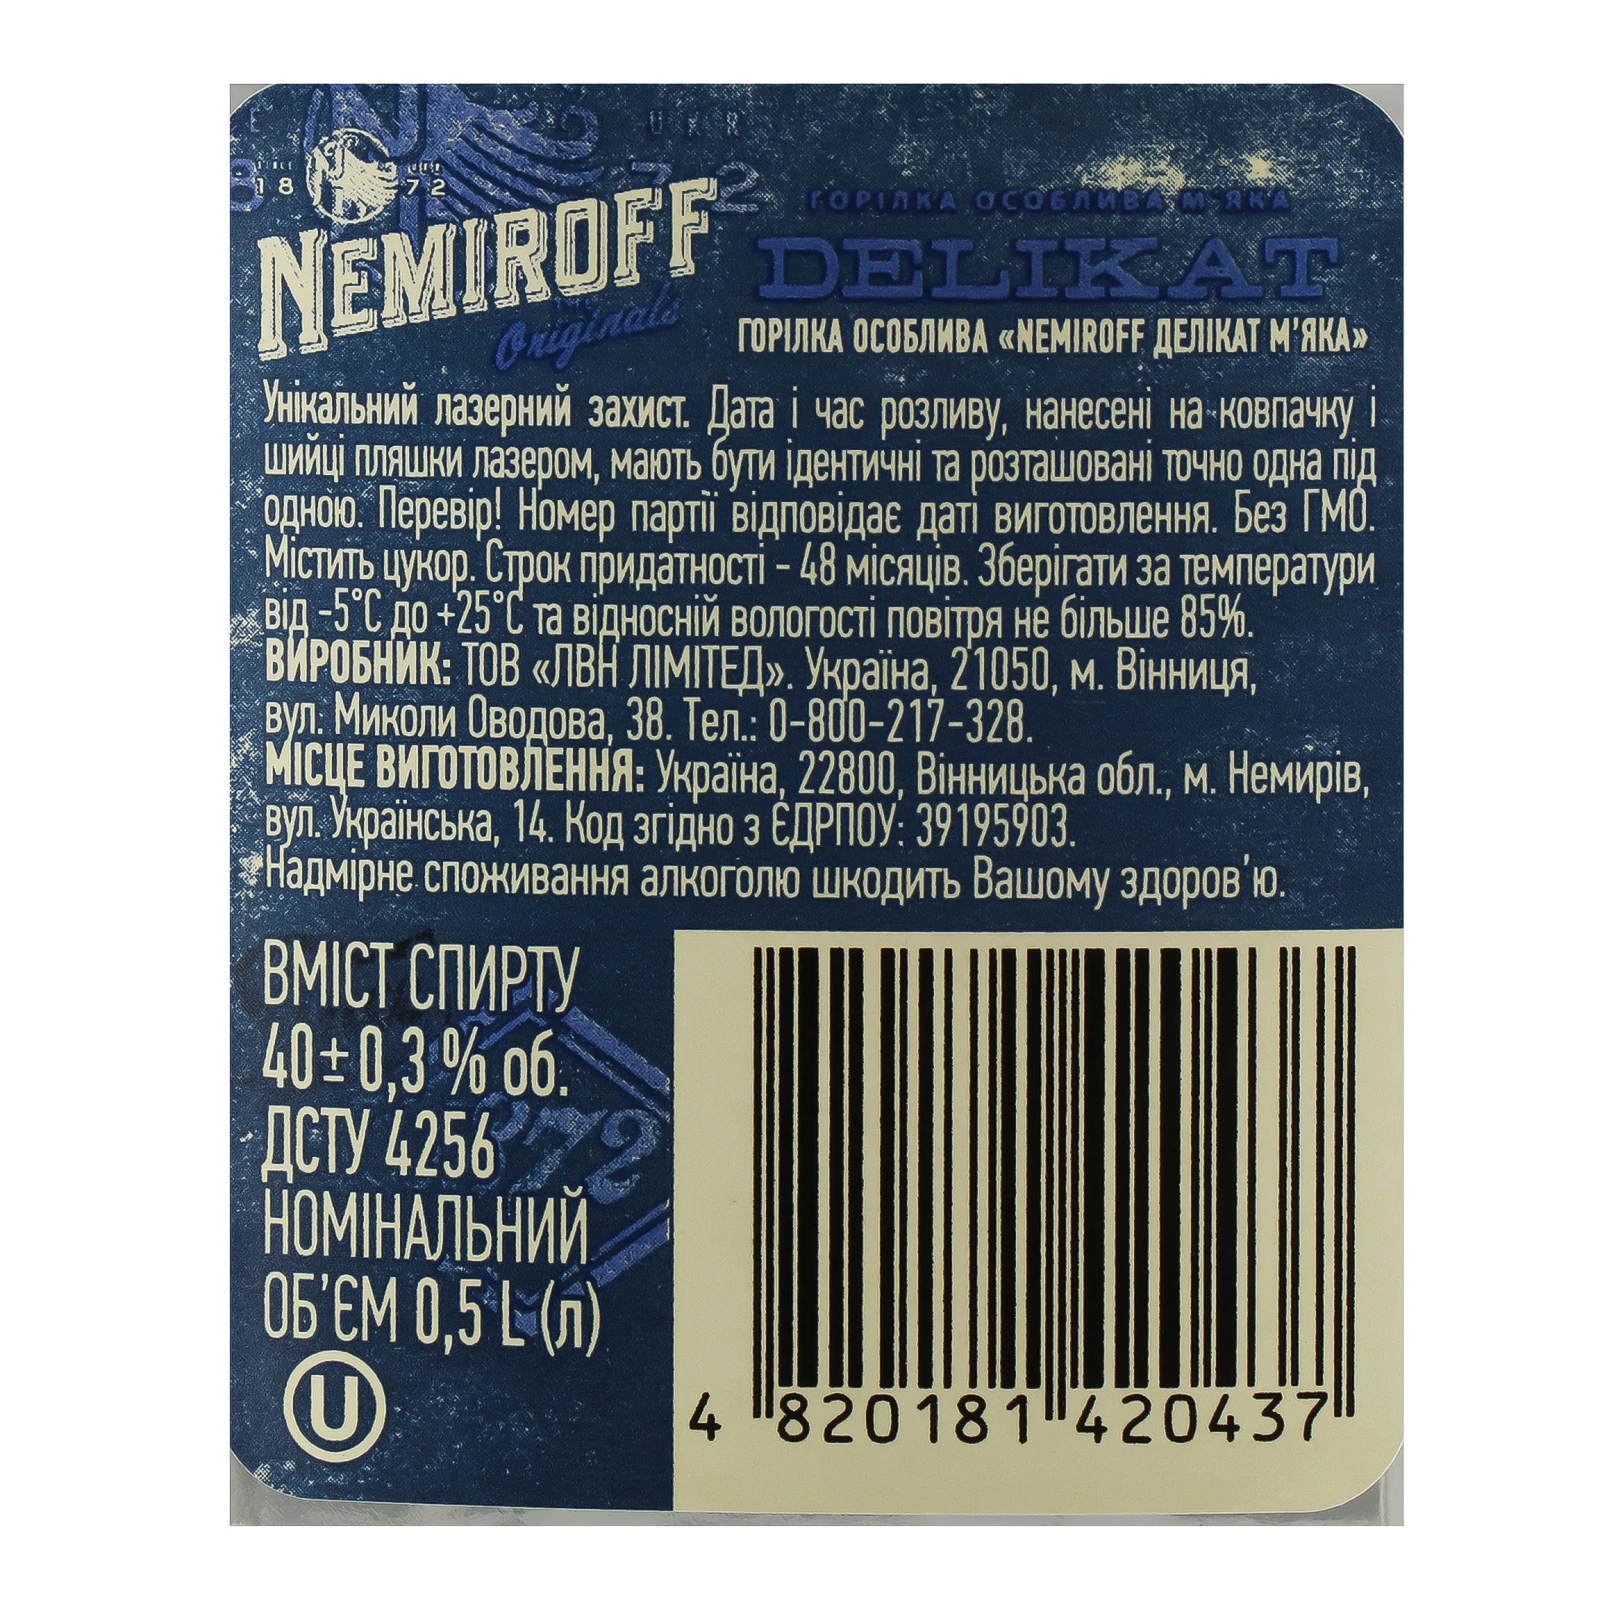 UKR
SINCE UKR
18 72
NEMIROFF
Originals
ГОРІЛКА ОСОБЛИВА М'ЯКА
DELIKAT
ГОРІЛКА ОСОБЛИВА «NEMIROFF ДЕЛІКАТ М'ЯКА»
Унікальний лазерний захист. Дата і час розливу, нанесені на ковпачку і
шийці пляшки лазером, мають бути ідентичні та розташовані точно одна під
одною. Перевір! Номер партії відповідає даті виготовлення. Без ГМО.
Містить цукор. Строк придатності – 48 місяців. Зберігати за температури
від -5°С до +25°С та відносній вологості повітря не більше 85%.
ВИРОБНИК: ТОВ «ЛВН ЛІМІТЕД». Україна, 21050, м. Вінниця,
вул. Миколи Оводова, 38. Тел.: 0-800-217-328.
МІСЦЕ ВИГОТОВЛЕННЯ: Україна, 22800, Вінницька обл., м. Немирів,
вул. Українська, 14. Код згідно з ЄДРПОУ: 39195903.
Надмірне споживання алкоголю шкодить Вашому здоров'ю.
ВМІСТ СПИРТУ
40±0,3 % об.
ДСТУ 4256
НОМІНАЛЬНИЙ
ОБ'ЄМ 0,5 L (л)
U
4 820181 420437